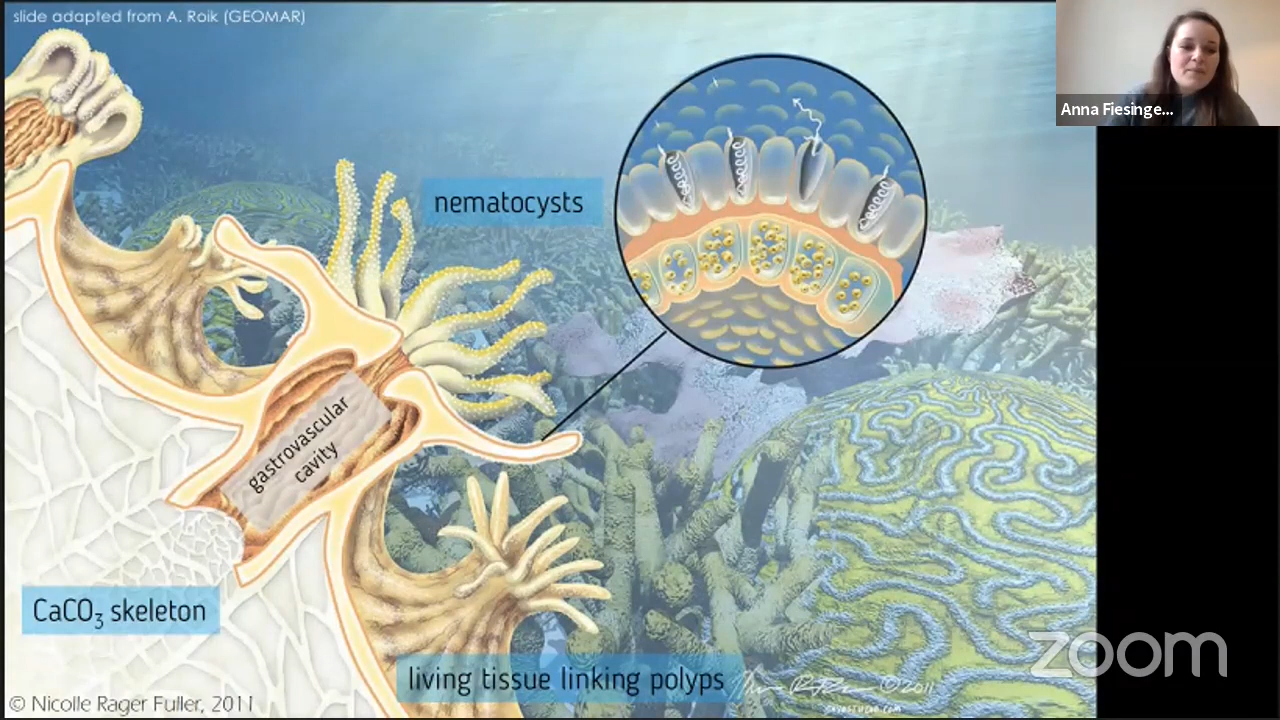 slide adapted from A. Roik (GEOMAR)
Anna Fiesinge...
nematocysts
gastrovascular
cavity
CaCO₃ skeleton
living tissue linking polyps
©2011
zoom
© Nicolle Rager Fuller, 2011